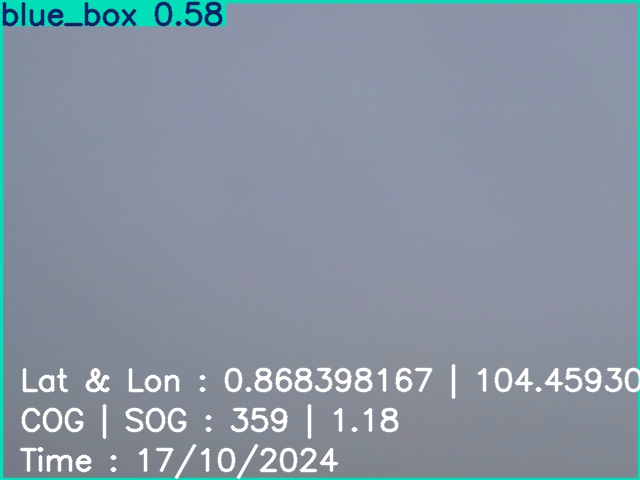 blue_box 0.58
Lat & Lon : 0.868398167 | 104.45930
COG | SOG : 359 | 1.18
Time : 17/10/2024